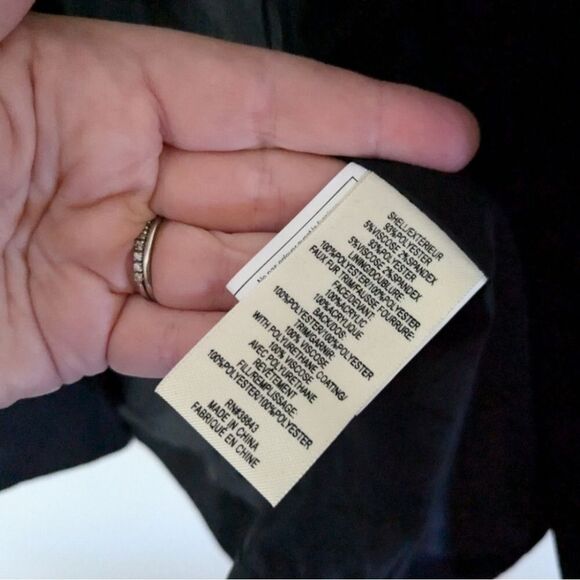 SHELL/EXTÉRIEUR
93%POLYESTER
5%VISCOSE 2%SPANDEX
93%POLYESTER
5%VISCOSE 2%SPANDEX
LINING/DOUBLURE
100%POLYESTER/100%POLYESTER
FAUX FUR TRIM/FAUSSE FOURRURE.
FACE/DEVANT.
100%ACRYLIC
100%ACRYLIQUE
BACK/DOS:
100%POLYESTER/100%POLYESTER
TRIM/GARNIR
100% VISCOSE
WITH POLYURETHANE COATING/
100% VISCOSE
AVEC POLYURETHANE
REVÊTEMENT
FILL/REMPLISSAGE.
100%POLYESTER/100%POLYESTER
RN#38843
MADE IN CHINA
FABRIQUÉ EN CHINE